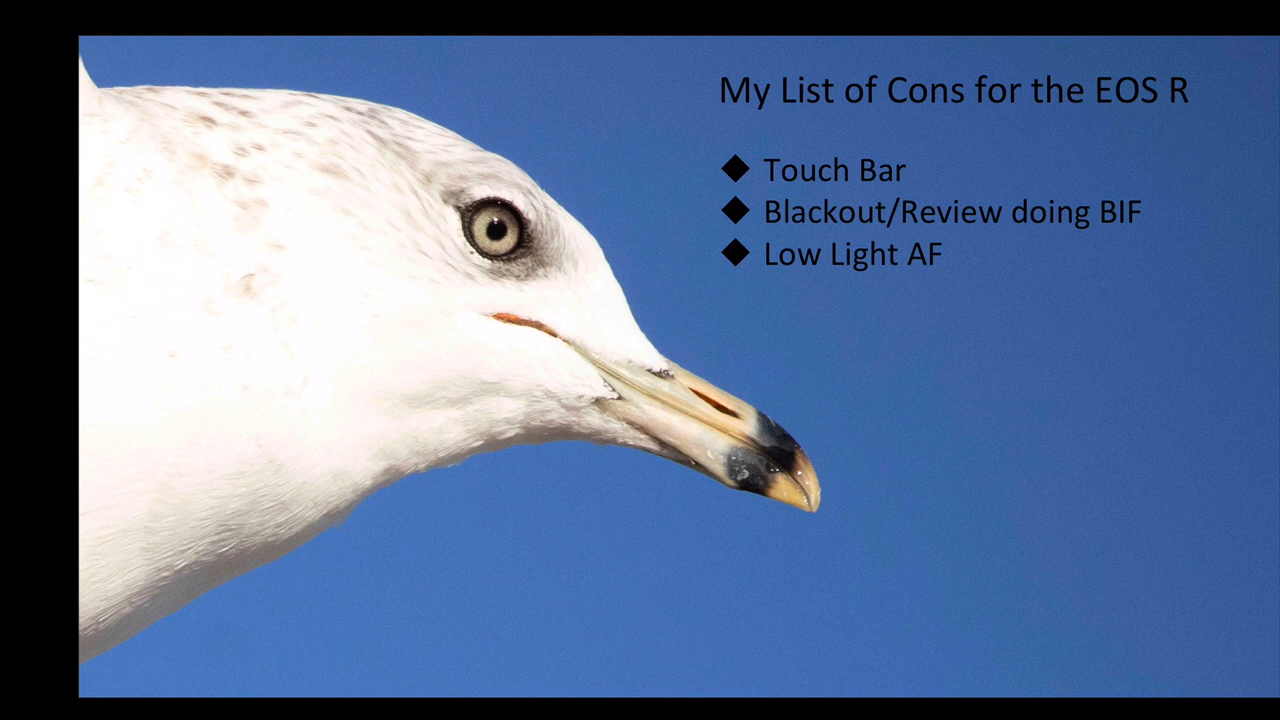 My List of Cons for the EOS R
◆ Touch Bar
◆ Blackout/Review doing BIF
◆ Low Light AF